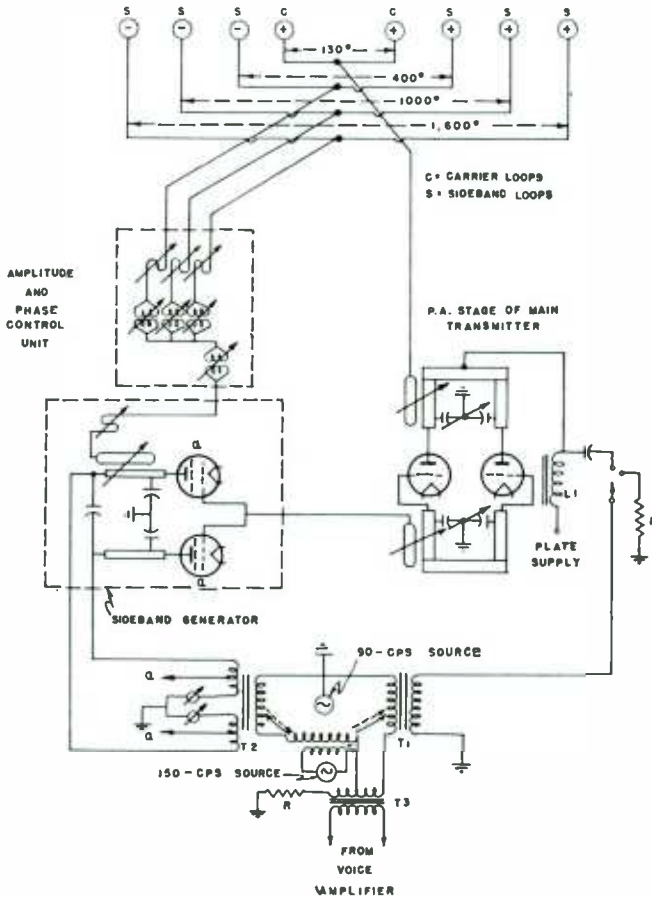 S S S C C S S S
− − − + + + + +
130°
400°
1000°
1,600°
C = CARRIER LOOPS
S = SIDEBAND LOOPS
AMPLITUDE
AND
PHASE
CONTROL
UNIT
P.A. STAGE OF MAIN
TRANSMITTER
a
a
L1
PLATE
SUPPLY
SIDEBAND GENERATOR
90-CPS SOURCE
a
a
T2
T1
150-CPS SOURCE
R
T3
FROM
VOICE
AMPLIFIER